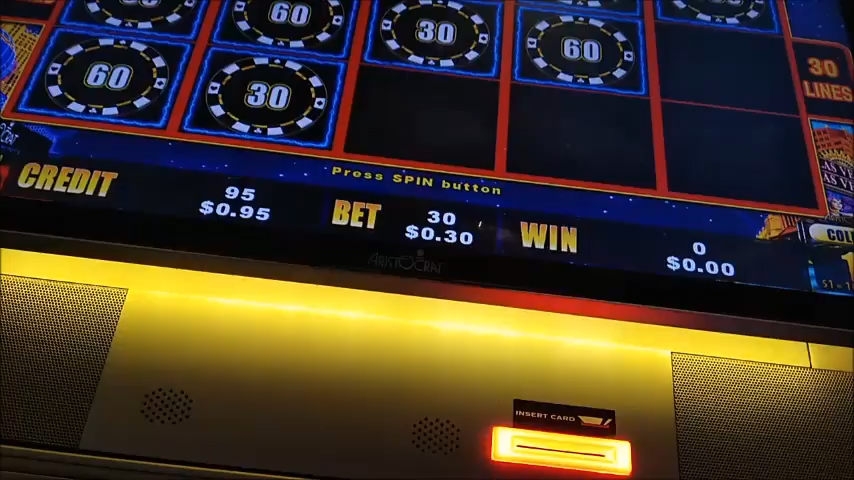 60
30
60
60
30
30
LINES
Press SPIN button
CREDIT
95
$0.95
BET
30
$0.30
WIN
0
$0.00
ARISTOCRAT
INSERT CARD